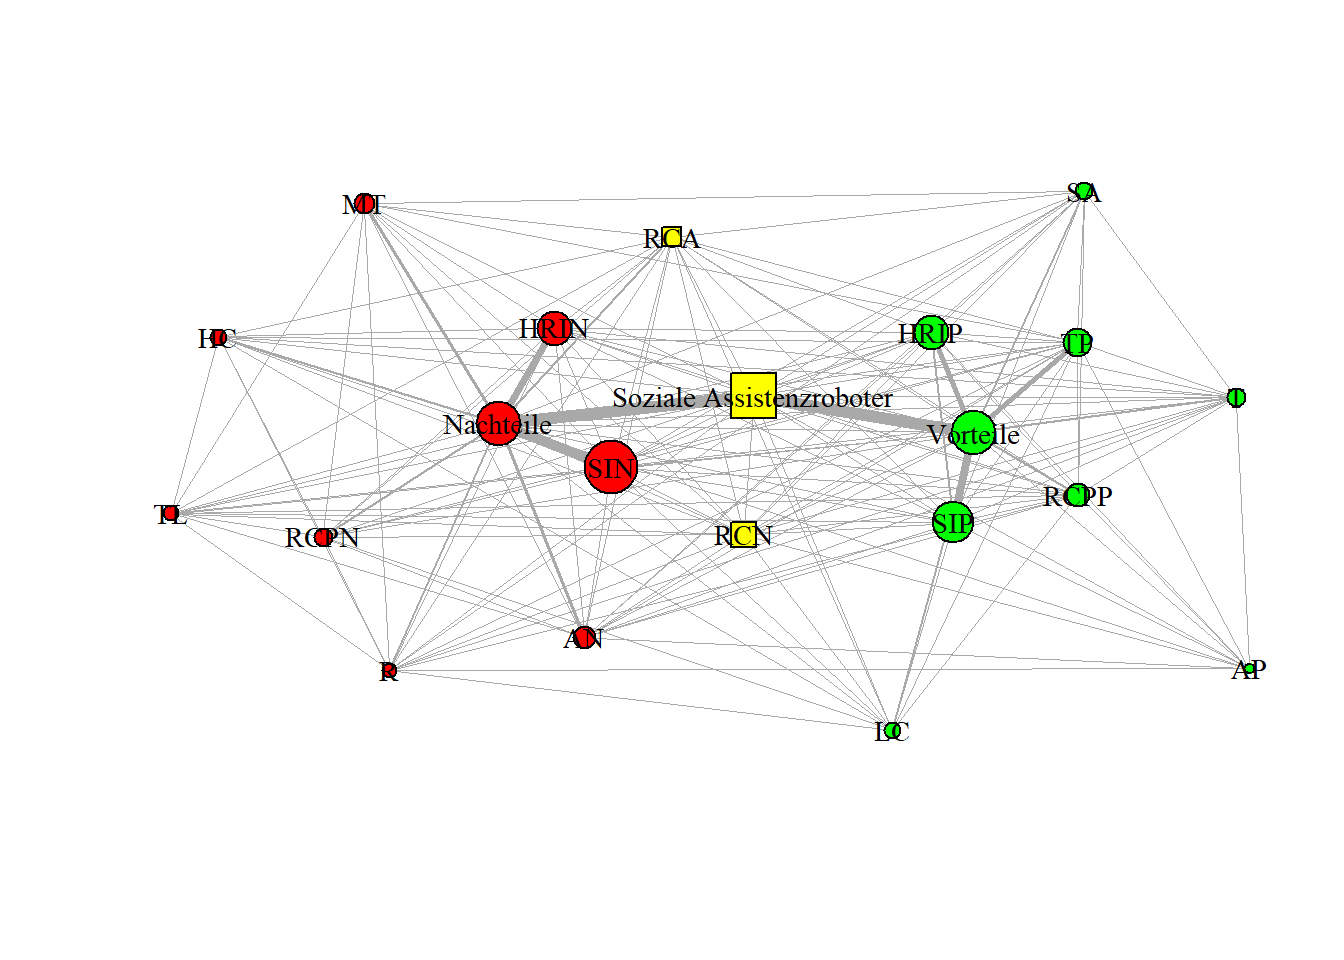 MT
SA
RCA
HRIN
HRIP
HC
TP
Soziale Assistenzroboter
Nachteile
Vorteile
SIN
RCPP
TL
SIP
RCPN
RCN
AN
R
AP
LC